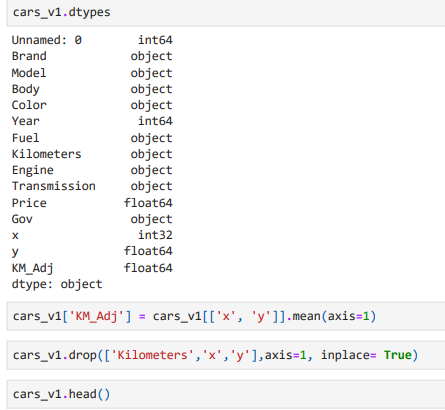 cars_v1.dtypes
Unnamed: 0 int64
Brand object
Model object
Body object
Color object
Year int64
Fuel object
Kilometers object
Engine object
Transmission object
Price float64
Gov object
x int32
y float64
KM_Adj float64
dtype: object
cars_v1['KM_Adj'] = cars_v1[['x', 'y']].mean(axis=1)
cars_v1.drop(['Kilometers','x','y'],axis=1, inplace= True)
cars_v1.head()